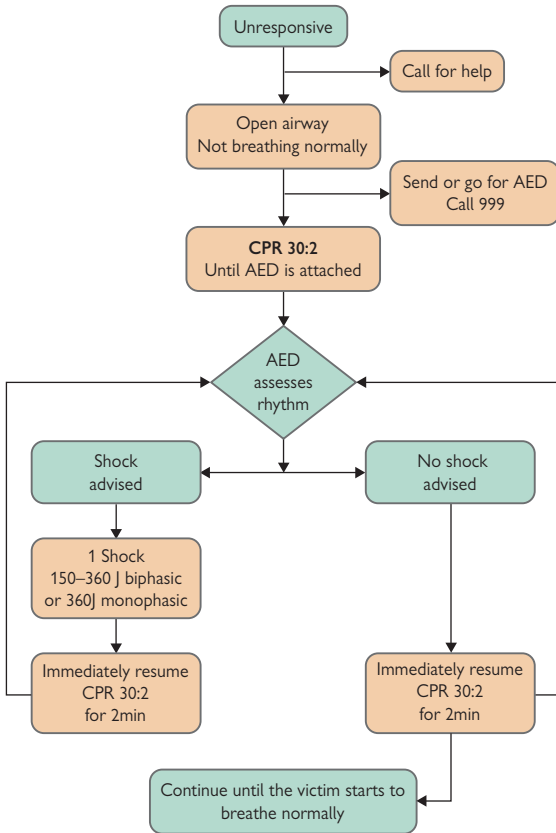 Unresponsive
Call for help
Open airway
Not breathing normally
Send or go for AED
Call 999
CPR 30:2
Until AED is attached
AED
assesses
rhythm
Shock
advised
No shock
advised
1 Shock
150–360 J biphasic
or 360J monophasic
Immediately resume
CPR 30:2
for 2min
Immediately resume
CPR 30:2
for 2min
Continue until the victim starts to
breathe normally